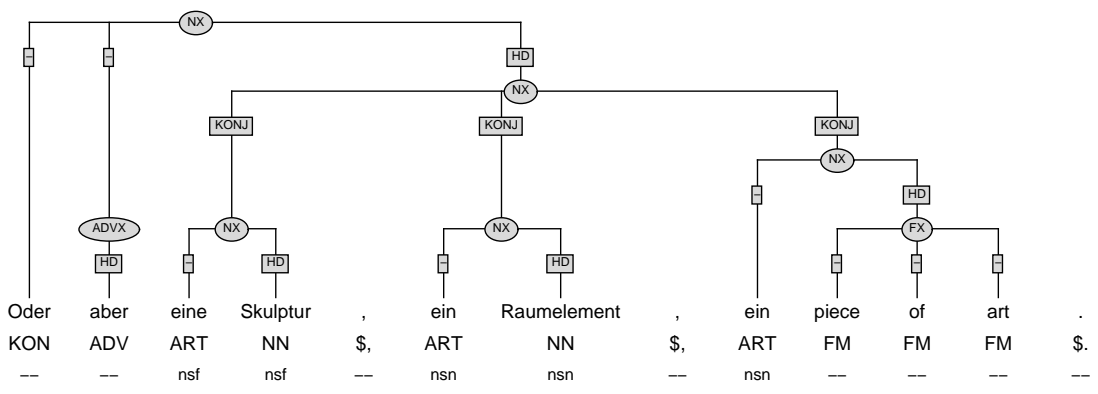 NX
– – HD
NX
KONJ KONJ KONJ
NX
– HD
ADVX NX NX FX
HD – HD – HD – – –
Oder aber eine Skulptur , ein Raumelement , ein piece of art .
KON ADV ART NN $, ART NN $, ART FM FM FM $.
–– –– nsf nsf –– nsn nsn –– nsn –– –– –– ––